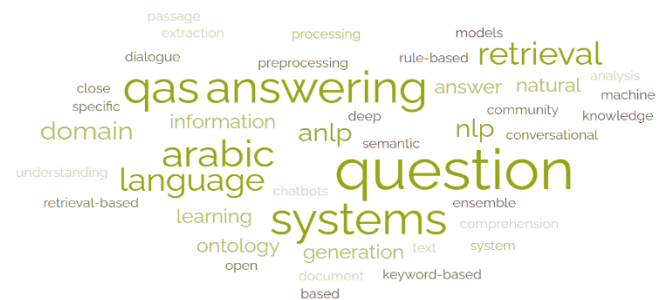 passage
extraction
processing
models
dialogue
preprocessing
rule-based
retrieval
close
qas
answering
answer
natural
analysis
machine
specific
deep
community
knowledge
domain
information
anlp
semantic
nlp
conversational
arabic
understanding
language
chatbots
question
retrieval-based
learning
systems
ensemble
comprehension
ontology
generation
text
system
open
document
keyword-based
based